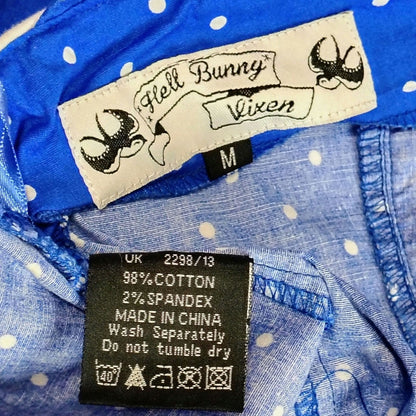 Hell Bunny
Vixen
M
UK 2298/13
98%COTTON
2%SPANDEX
MADE IN CHINA
Wash Separately
Do not tumble dry
40°